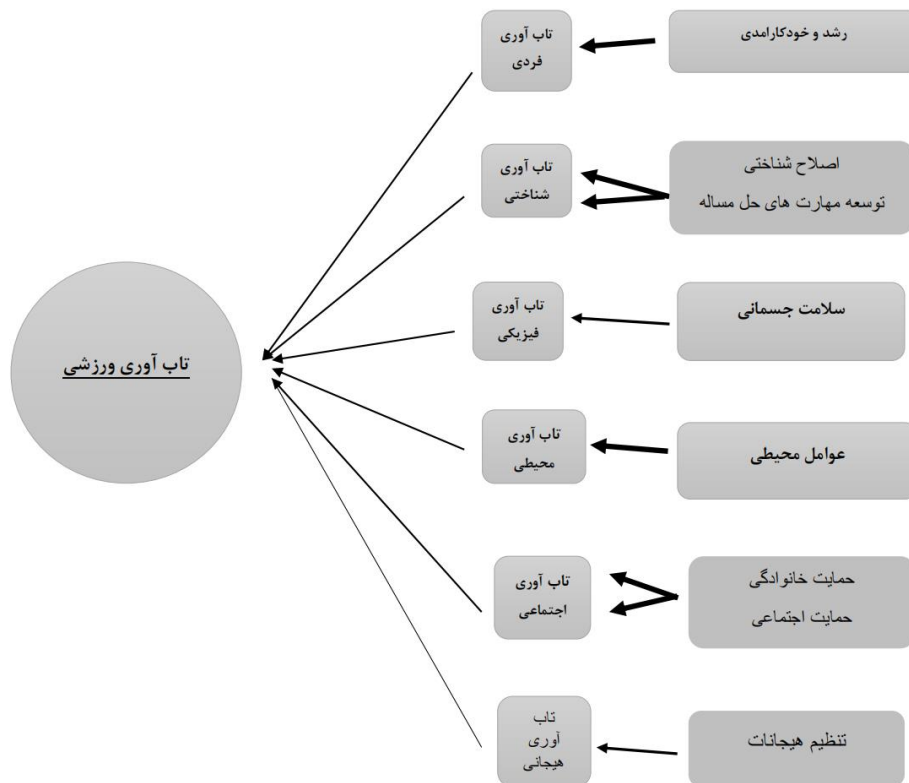 رشد و خودکارامدی
تاب آوری
فردی
اصلاح شناختی
توسعه مهارت های حل مساله
تاب آوری
شناختی
سلامت جسمانی
تاب آوری
فیزیکی
تاب آوری ورزشی
عوامل محیطی
تاب آوری
محیطی
حمایت خانوادگی
حمایت اجتماعی
تاب آوری
اجتماعی
تنظیم هیجانات
تاب
آوری
هیجانی